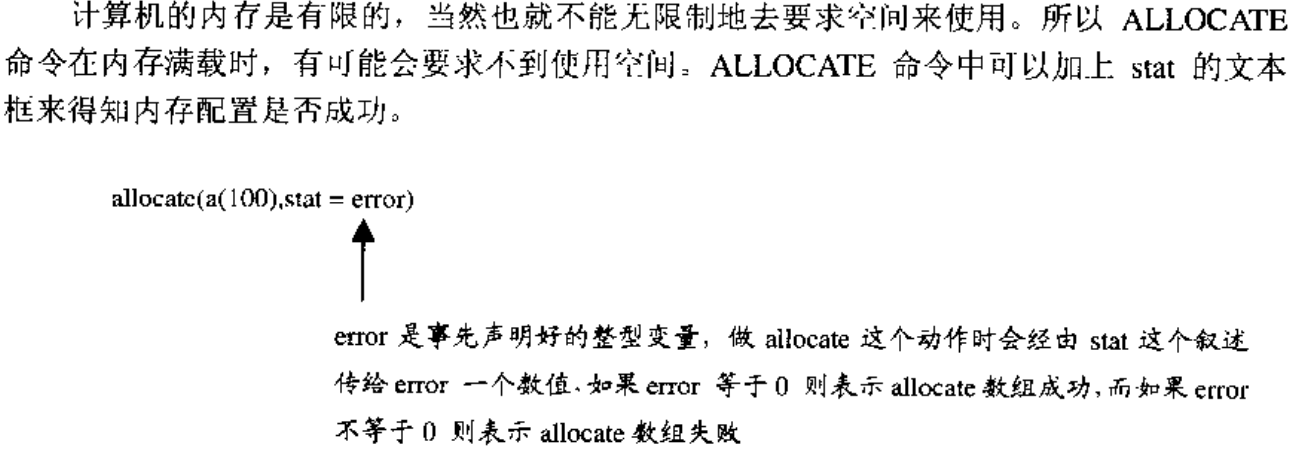 计算机的内存是有限的，当然也就不能无限制地去要求空间来使用。所以 ALLOCATE
命令在内存满载时，有可能会要求不到使用空间。ALLOCATE 命令中可以加上 stat 的文本
框来得知内存配置是否成功。
allocate(a(100),stat = error)
error 是事先声明好的整型变量，做 allocate 这个动作时会经由 stat 这个叙述
传给 error 一个数值.如果 error 等于 0 则表示 allocate 数组成功,而如果 error
不等于 0 则表示 allocate 数组失败